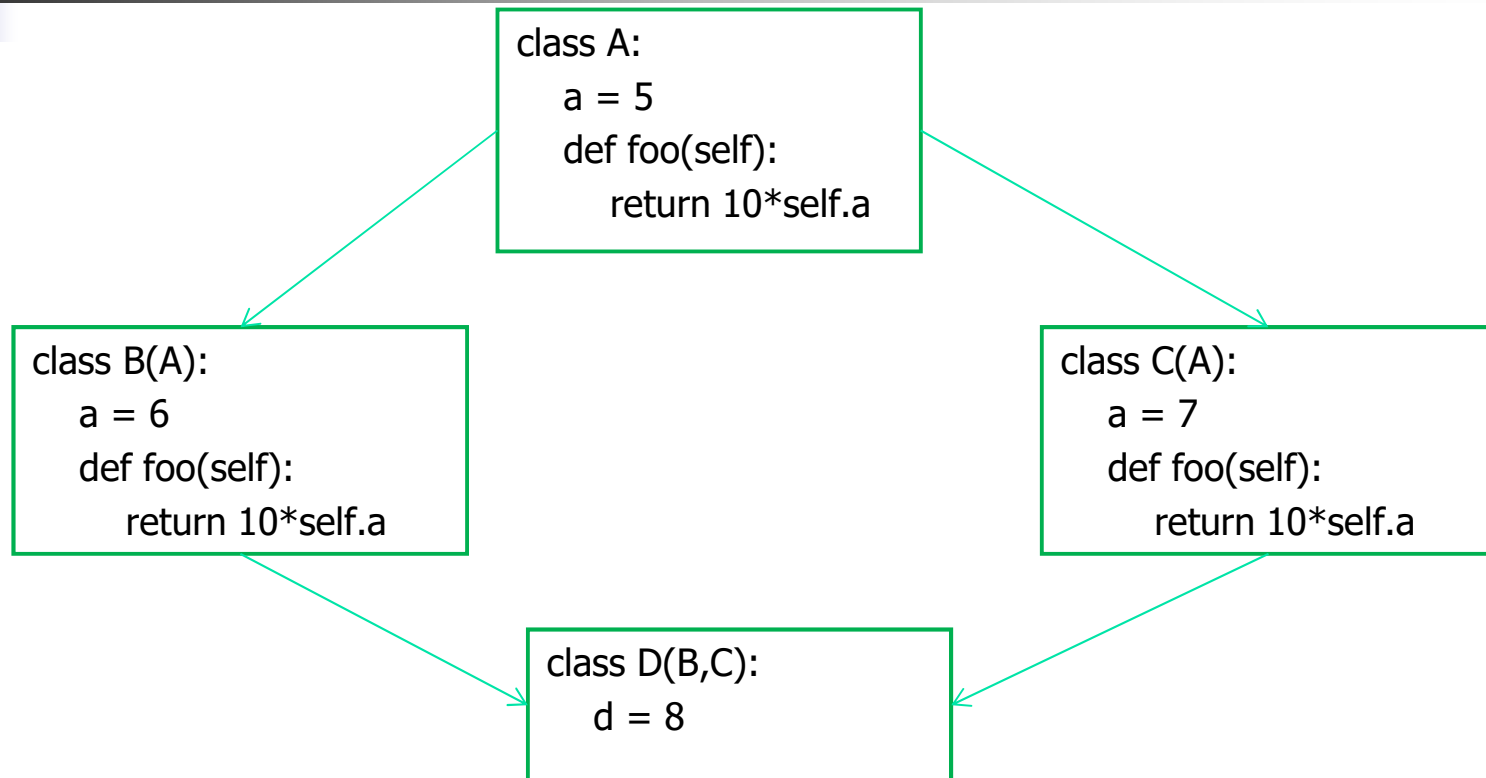 class A:
a = 5
def foo(self):
return 10*self.a
class B(A):
a = 6
def foo(self):
return 10*self.a
class C(A):
a = 7
def foo(self):
return 10*self.a
class D(B,C):
d = 8